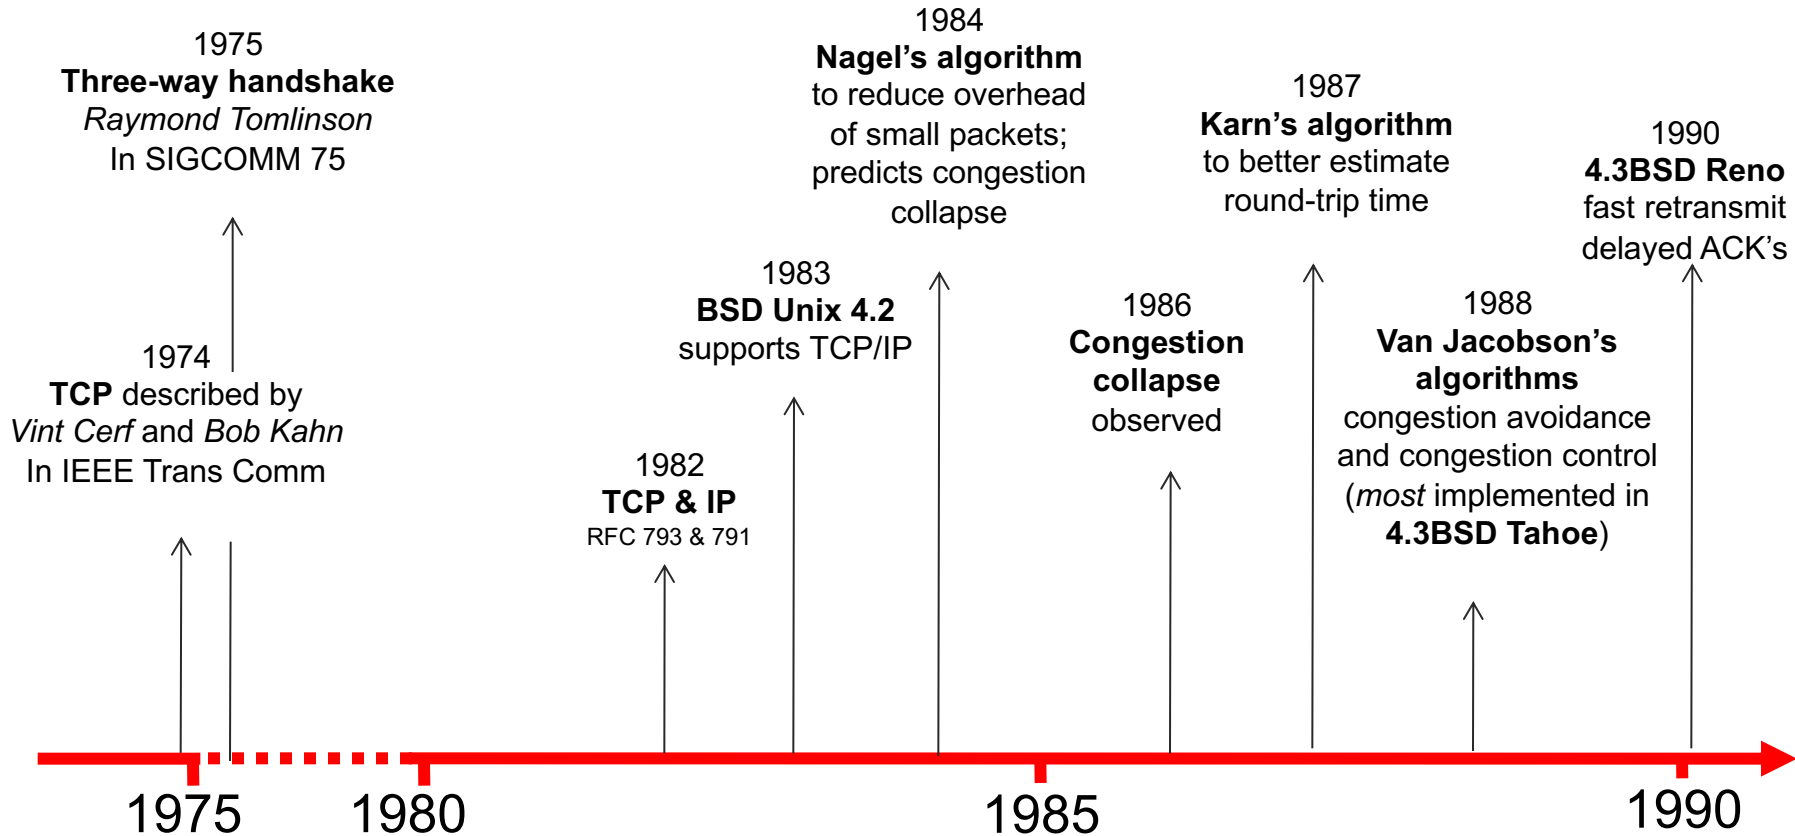 1975
Three-way handshake
Raymond Tomlinson
In SIGCOMM 75
1974
TCP described by
Vint Cerf and Bob Kahn
In IEEE Trans Comm
1982
TCP & IP
RFC 793 & 791
1983
BSD Unix 4.2
supports TCP/IP
1984
Nagel’s algorithm
to reduce overhead
of small packets;
predicts congestion
collapse
1986
Congestion
collapse
observed
1987
Karn’s algorithm
to better estimate
round-trip time
1988
Van Jacobson’s
algorithms
congestion avoidance
and congestion control
(most implemented in
4.3BSD Tahoe)
1990
4.3BSD Reno
fast retransmit
delayed ACK’s
1975
1980
1985
1990